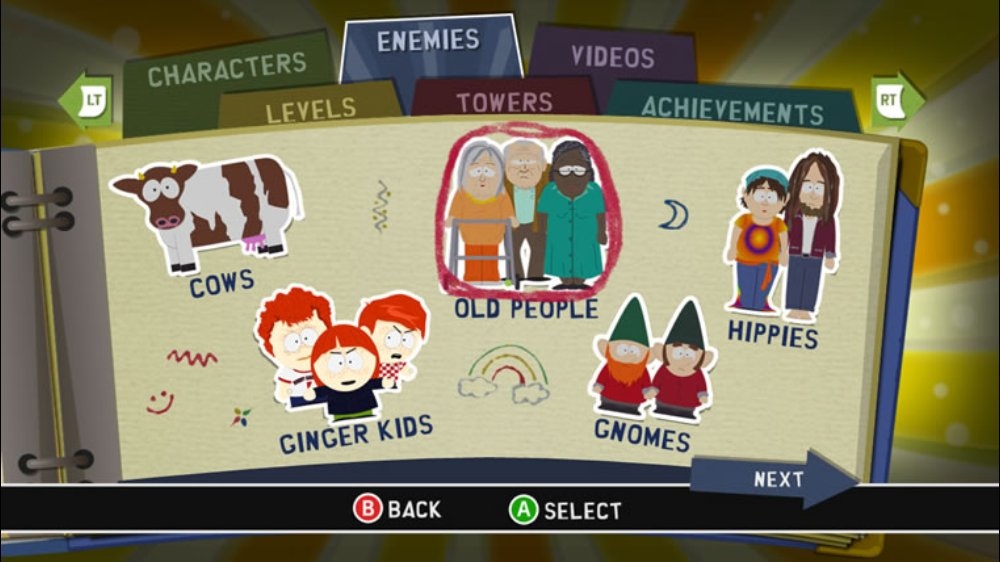 CHARACTERS
ENEMIES
VIDEOS
LT
LEVELS
TOWERS
ACHIEVEMENTS
RT
COWS
OLD PEOPLE
HIPPIES
GINGER KIDS
GNOMES
NEXT
B BACK
A SELECT